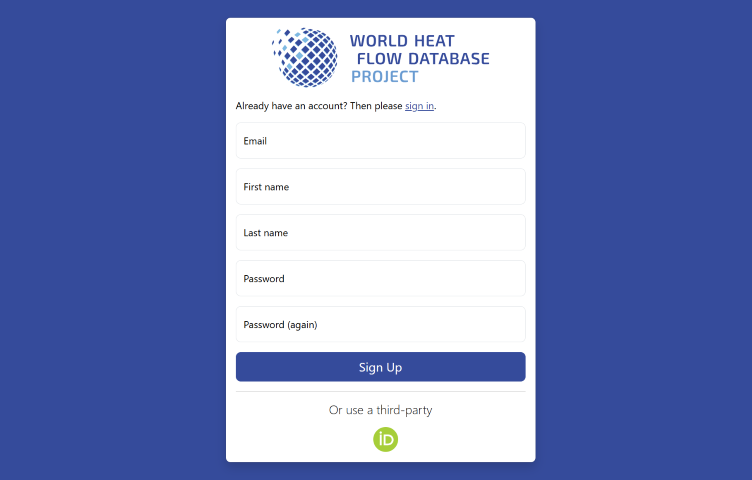 WORLD HEAT
FLOW DATABASE
PROJECT
Already have an account? Then please sign in.
Email
First name
Last name
Password
Password (again)
Sign Up
Or use a third-party
iD